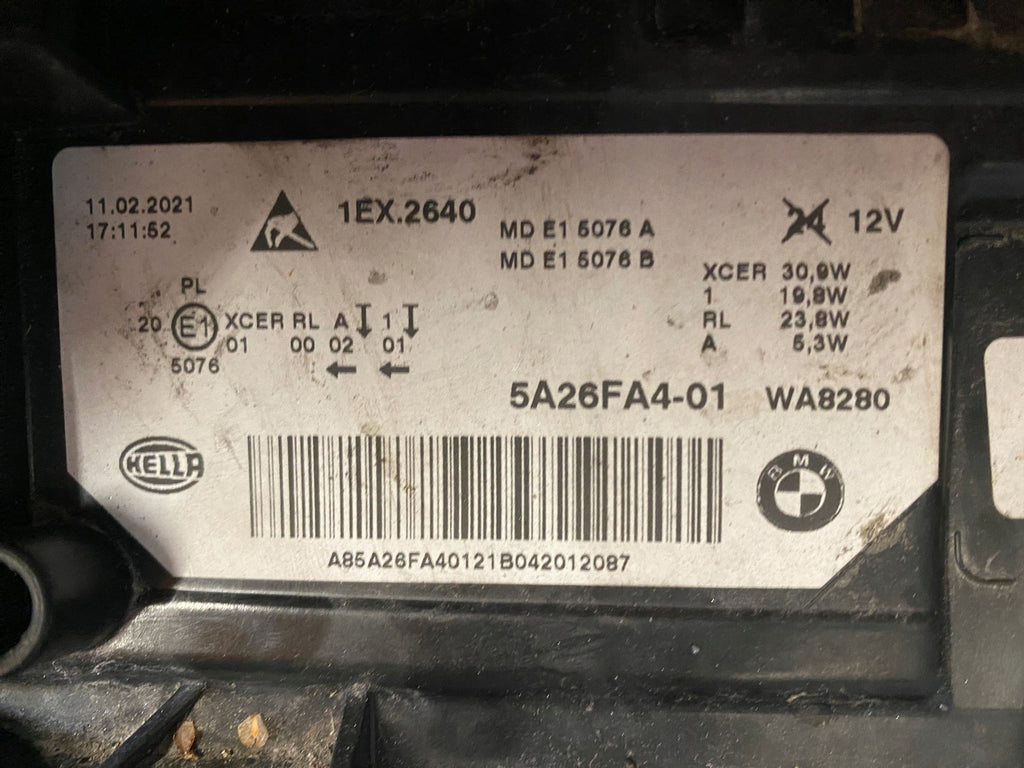 11.02.2021
17:11:52
1EX.2640
MD E1 5076 A
MD E1 5076 B
24 12V
XCER 30,9W
1 19,8W
RL 23,8W
A 5,3W
PL
20 E1 XCER RL A 1
01 00 02 01
5076
5A26FA4-01 WA8280
HELLA
BMW
A85A26FA40121B042012087